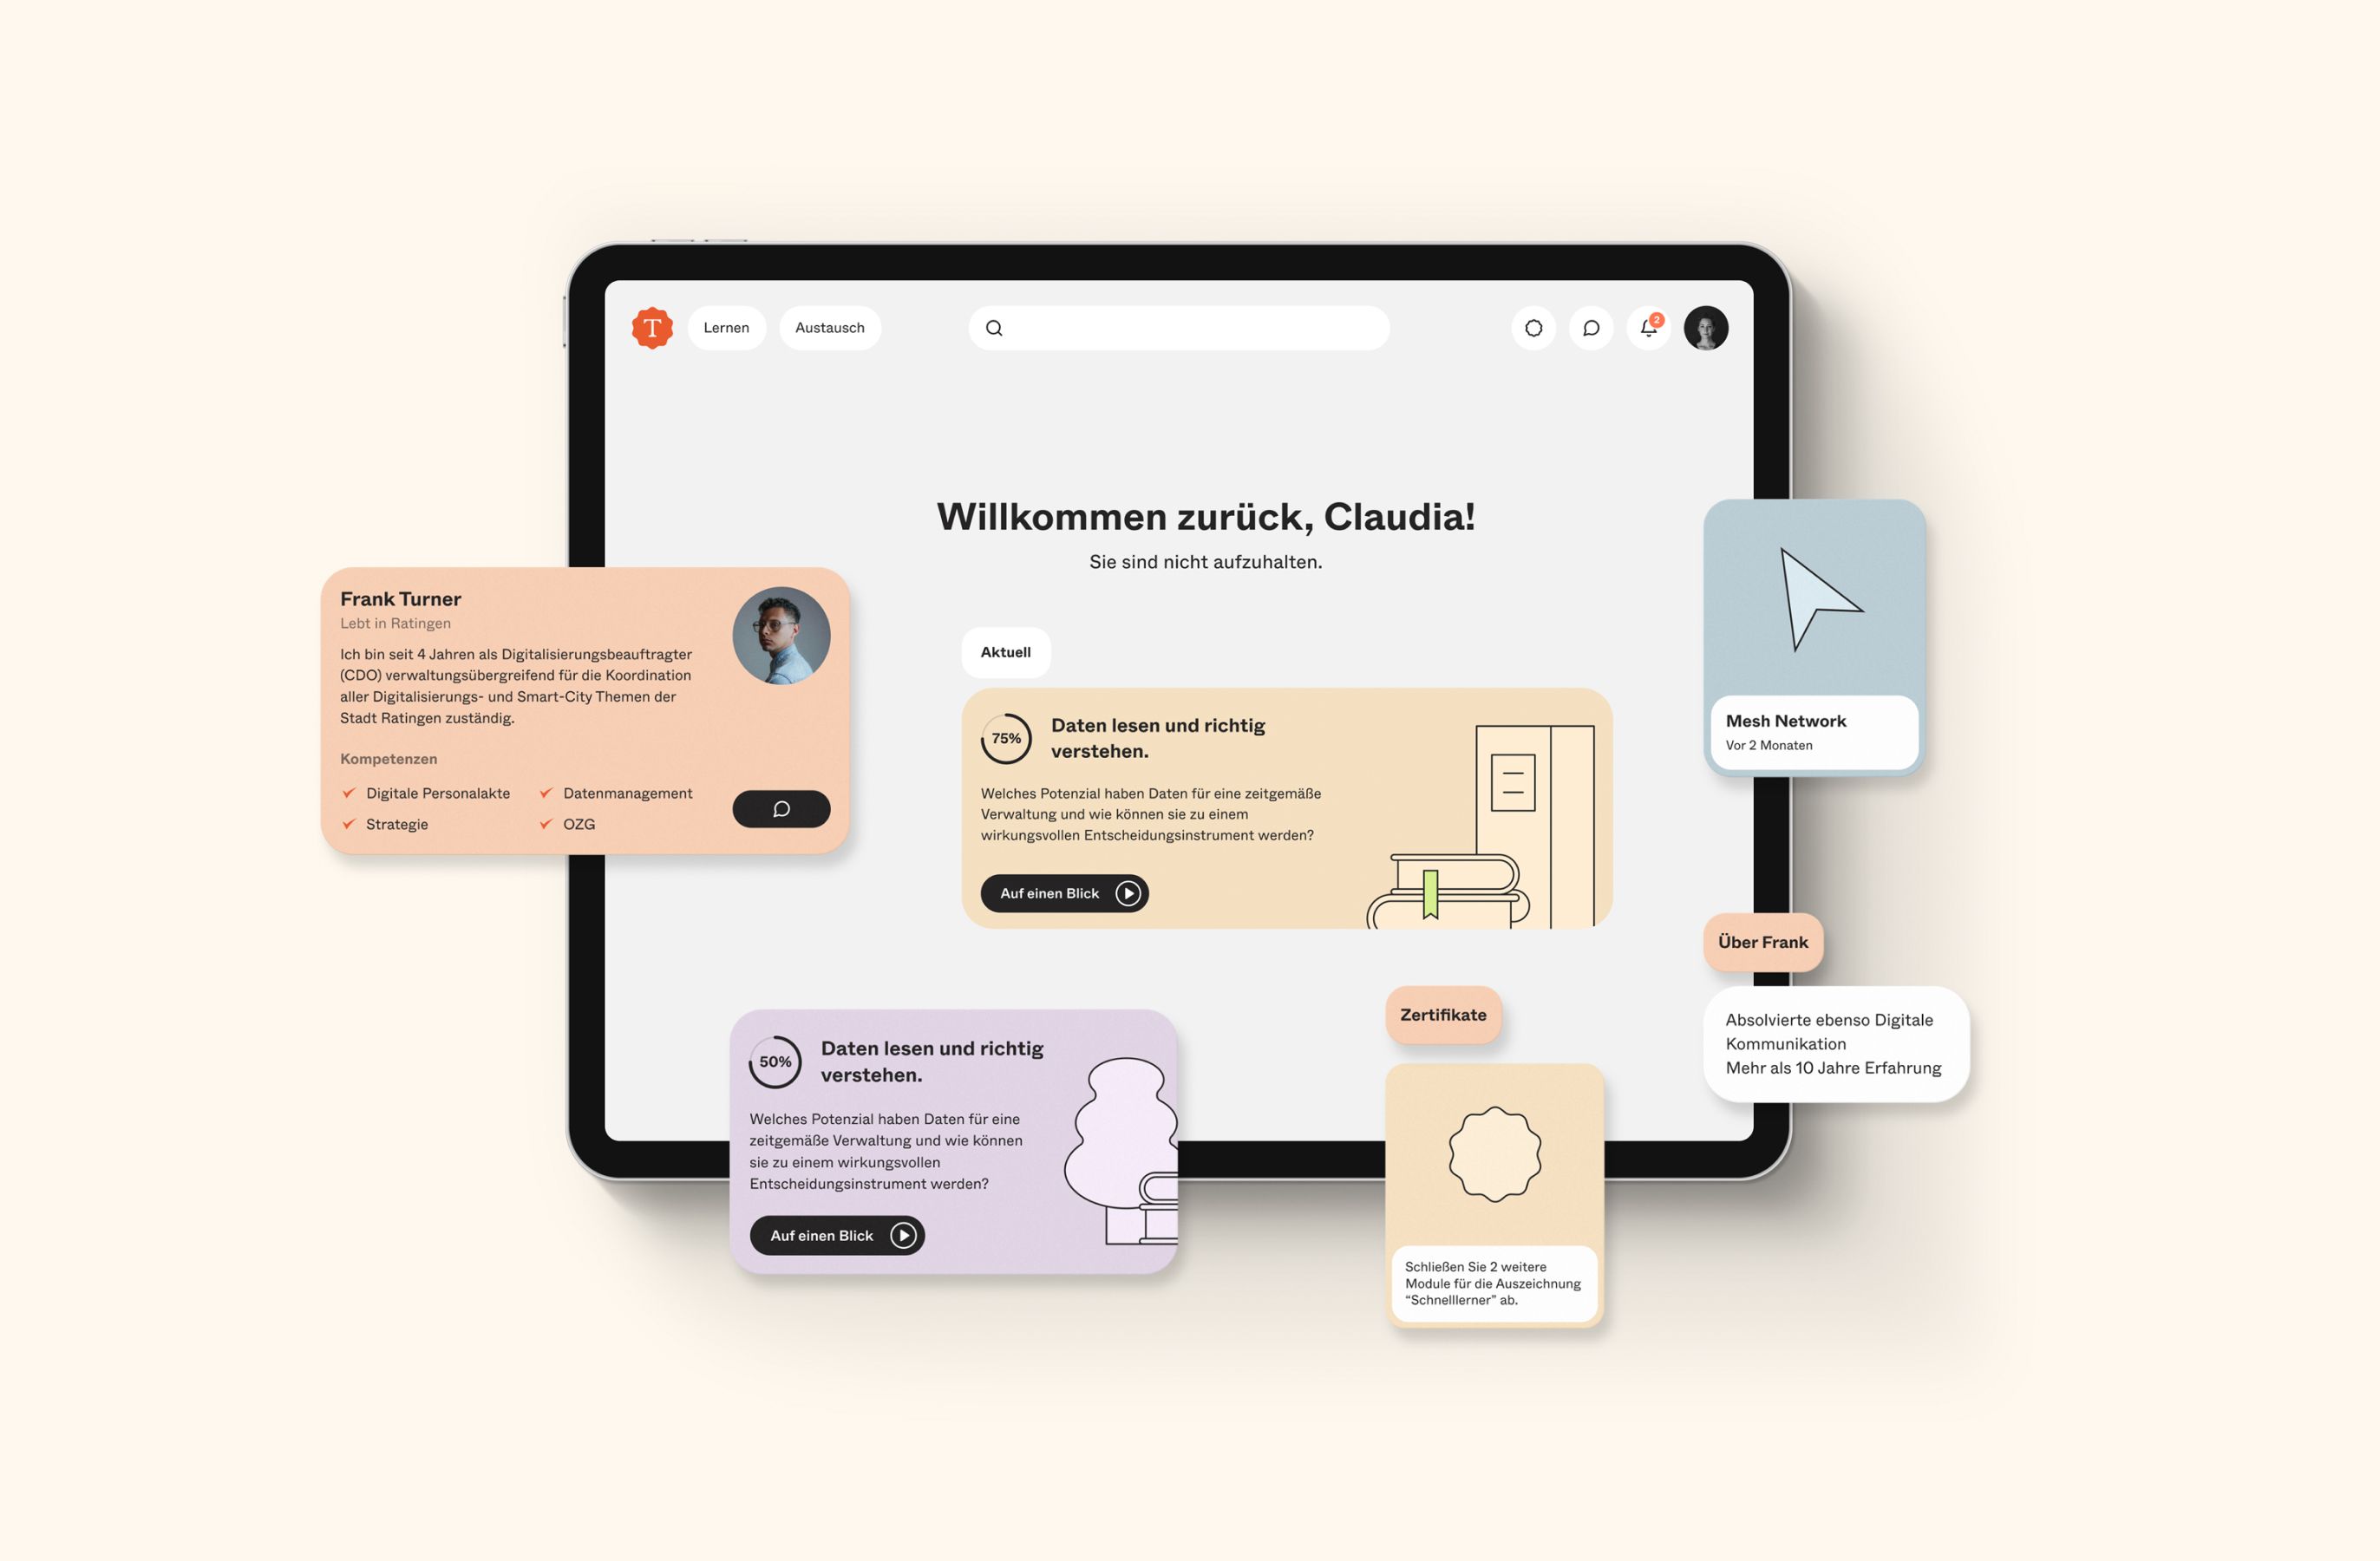 T
Lernen
Austausch
2
Willkommen zurück, Claudia!
Sie sind nicht aufzuhalten.
Frank Turner
Lebt in Ratingen
Ich bin seit 4 Jahren als Digitalisierungsbeauftragter
(CDO) verwaltungsübergreifend für die Koordination
aller Digitalisierungs- und Smart-City Themen der
Stadt Ratingen zuständig.
Kompetenzen
Digitale Personalakte
Datenmanagement
Strategie
OZG
Aktuell
75%
Daten lesen und richtig
verstehen.
Welches Potenzial haben Daten für eine zeitgemäße
Verwaltung und wie können sie zu einem
wirkungsvollen Entscheidungsinstrument werden?
Auf einen Blick
Mesh Network
Vor 2 Monaten
Über Frank
Absolvierte ebenso Digitale
Kommunikation
Mehr als 10 Jahre Erfahrung
50%
Daten lesen und richtig
verstehen.
Welches Potenzial haben Daten für eine
zeitgemäße Verwaltung und wie können
sie zu einem wirkungsvollen
Entscheidungsinstrument werden?
Auf einen Blick
Zertifikate
Schließen Sie 2 weitere
Module für die Auszeichnung
“Schnelllerner” ab.